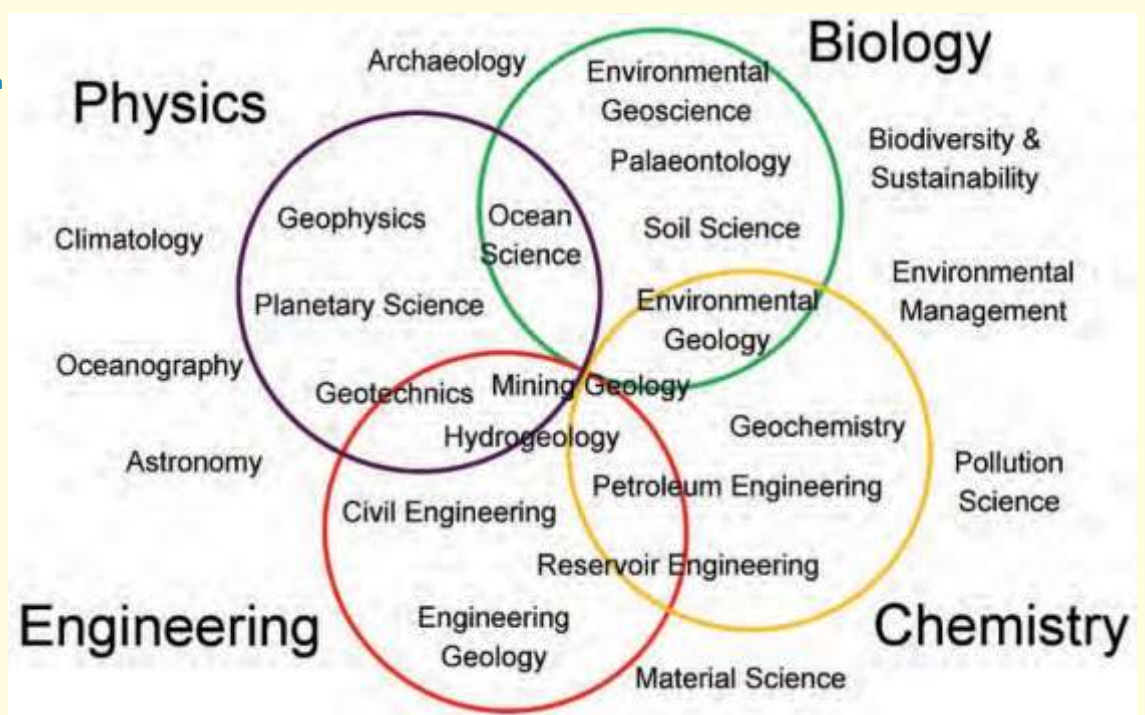 Biology
Archaeology
Environmental
Geoscience
Physics
Biodiversity &
Sustainability
Palaeontology
Geophysics
Ocean
Science
Soil Science
Climatology
Environmental
Management
Planetary Science
Environmental
Geology
Oceanography
Geotechnics
Mining Geology
Hydrogeology
Geochemistry
Astronomy
Pollution
Science
Petroleum Engineering
Civil Engineering
Reservoir Engineering
Engineering
Engineering
Geology
Chemistry
Material Science